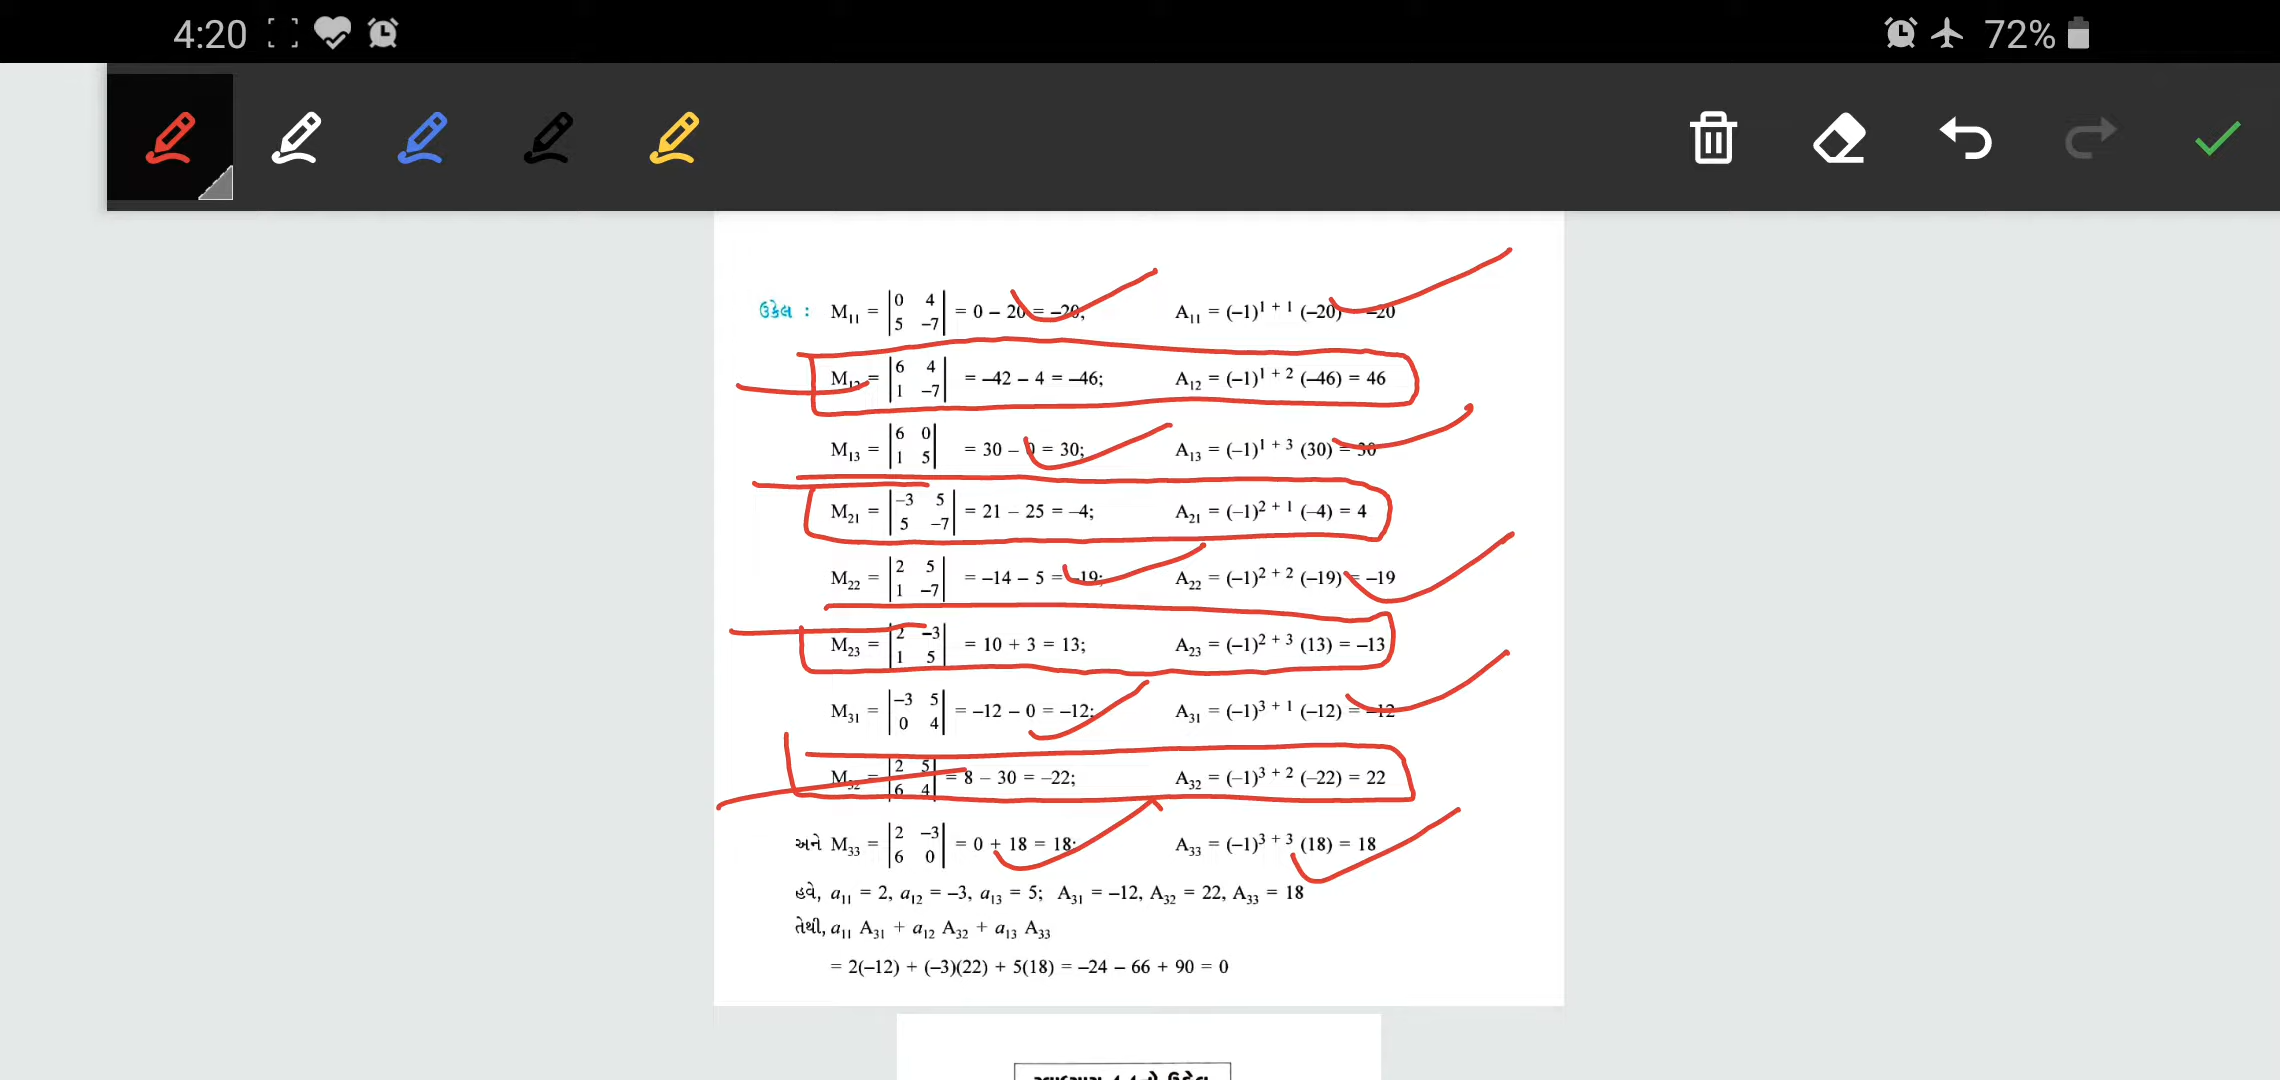 4:20 72%
ઉકેલ : M₁₁ = |0 4; 5 –7| = 0 – 20 = –20; A₁₁ = (–1)¹⁺¹ (–20) = –20
M₁₂ = |6 4; 1 –7| = –42 – 4 = –46; A₁₂ = (–1)¹⁺² (–46) = 46
M₁₃ = |6 0; 1 5| = 30 – 0 = 30; A₁₃ = (–1)¹⁺³ (30) = 30
M₂₁ = |–3 5; 5 –7| = 21 – 25 = –4; A₂₁ = (–1)²⁺¹ (–4) = 4
M₂₂ = |2 5; 1 –7| = –14 – 5 = –19; A₂₂ = (–1)²⁺² (–19) = –19
M₂₃ = |2 –3; 1 5| = 10 + 3 = 13; A₂₃ = (–1)²⁺³ (13) = –13
M₃₁ = |–3 5; 0 4| = –12 – 0 = –12; A₃₁ = (–1)³⁺¹ (–12) = –12
M₃₂ = |2 5; 6 4| = 8 – 30 = –22; A₃₂ = (–1)³⁺² (–22) = 22
અને M₃₃ = |2 –3; 6 0| = 0 + 18 = 18; A₃₃ = (–1)³⁺³ (18) = 18
હવે, a₁₁ = 2, a₁₂ = –3, a₁₃ = 5; A₃₁ = –12, A₃₂ = 22, A₃₃ = 18
તેથી, a₁₁ A₃₁ + a₁₂ A₃₂ + a₁₃ A₃₃
= 2(–12) + (–3)(22) + 5(18) = –24 – 66 + 90 = 0